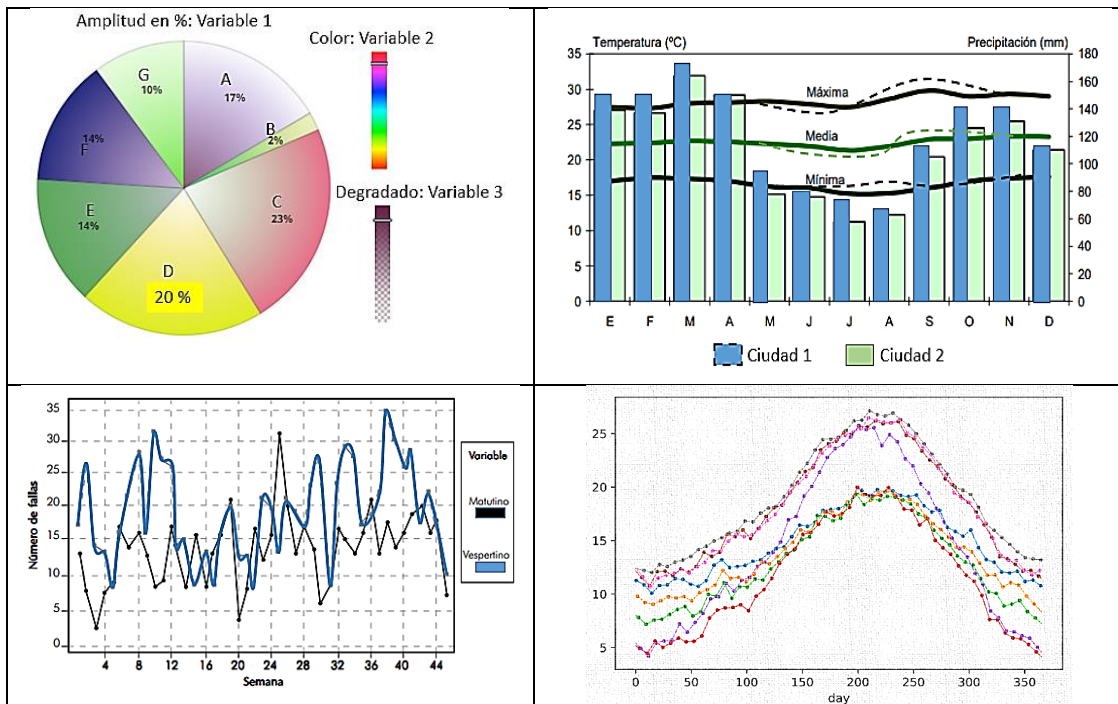 Amplitud en %: Variable 1
Color: Variable 2
G
10%
A
17%
B
2%
14%
F
C
23%
E
14%
D
20 %
Degradado: Variable 3
Temperatura (ºC)
Precipitación (mm)
35
30
25
20
15
10
5
0
Máxima
Media
Mínima
180
160
140
120
100
80
60
40
20
0
E F M A M J J A S O N D
Ciudad 1
Ciudad 2
Número de fallas
35
30
25
20
15
10
5
0
4 8 12 16 20 24 30 32 36 40 44
Semana
Variable
Matutino
Vespertino
25
20
15
10
5
0 50 100 150 200 250 300 350
day